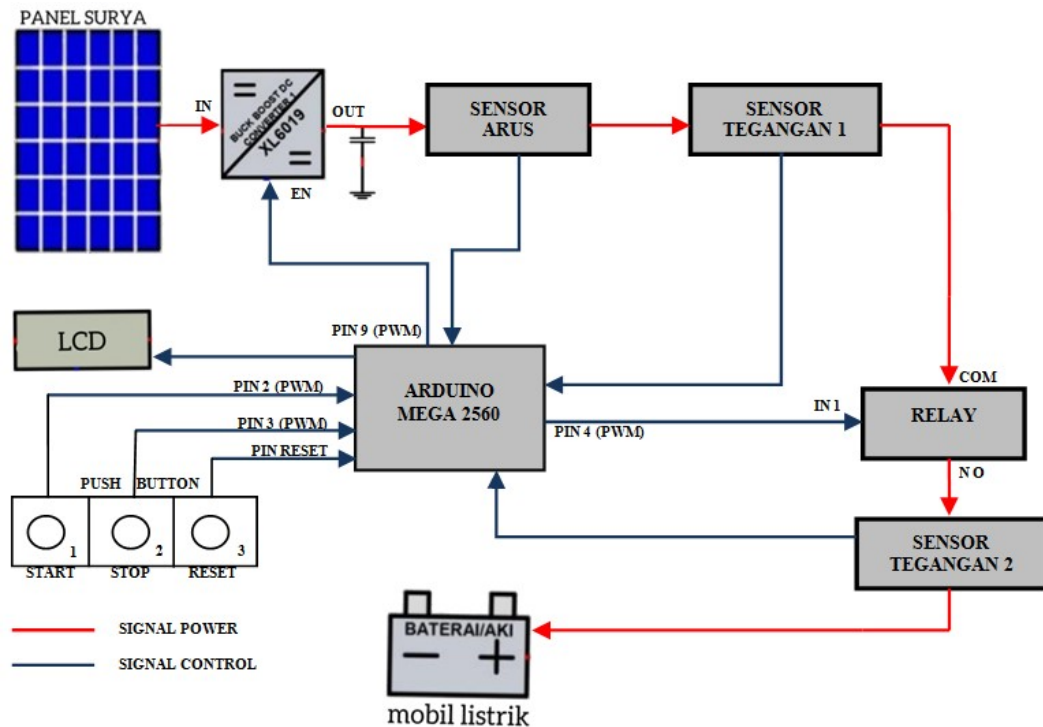 PANEL SURYA
IN
BUCK BOOST DC
CONVERTER 1
XL6019
OUT
EN
SENSOR
ARUS
SENSOR
TEGANGAN 1
LCD
PIN 9 (PWM)
PIN 2 (PWM)
PIN 3 (PWM)
PIN RESET
ARDUINO
MEGA 2560
PIN 4 (PWM)
IN 1
COM
RELAY
N O
PUSH BUTTON
1
2
3
START
STOP
RESET
SENSOR
TEGANGAN 2
SIGNAL POWER
SIGNAL CONTROL
BATERAI/AKI
mobil listrik